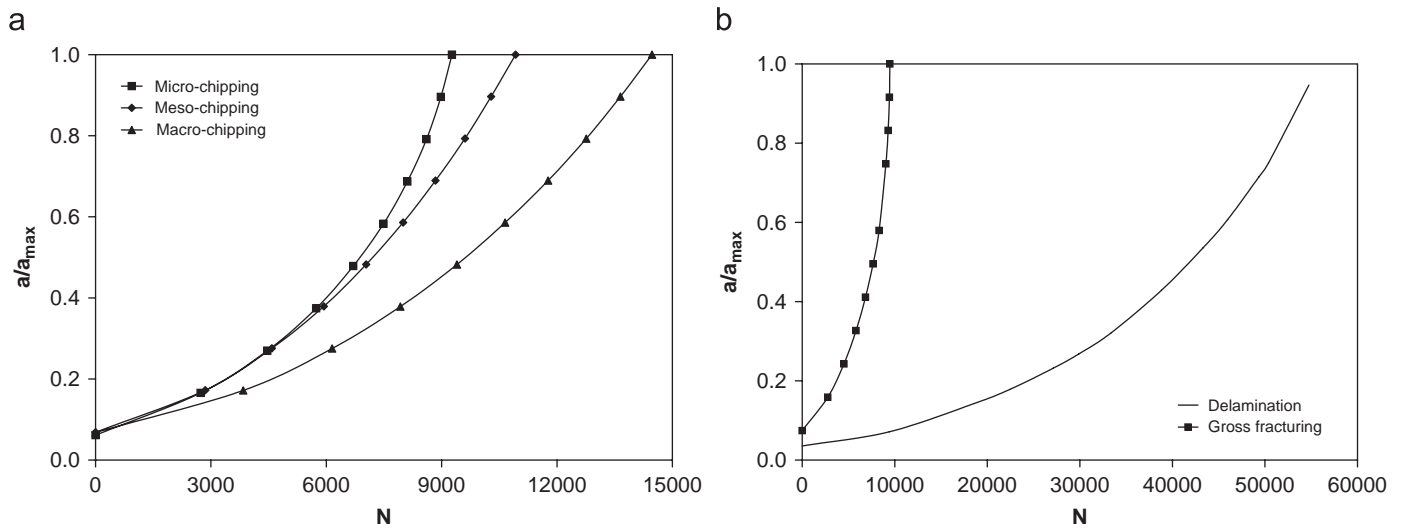 a
1.0
0.8
0.6
0.4
0.2
0.0
a/amax
Micro-chipping
Meso-chipping
Macro-chipping
0 3000 6000 9000 12000 15000
N
b
1.0
0.8
0.6
0.4
0.2
0.0
a/amax
Delamination
Gross fracturing
0 10000 20000 30000 40000 50000 60000
N